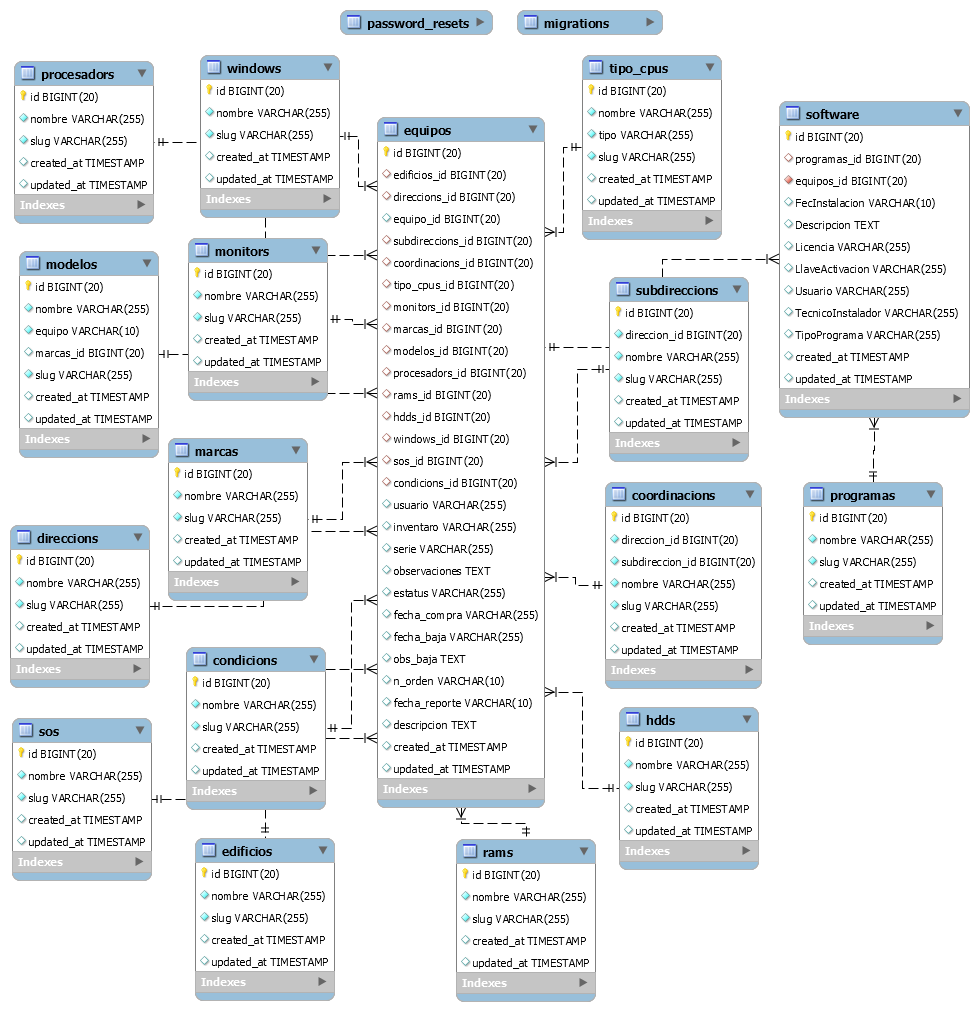 password_resets
migrations
procesadors
id BIGINT(20)
nombre VARCHAR(255)
slug VARCHAR(255)
created_at TIMESTAMP
updated_at TIMESTAMP
Indexes
windows
id BIGINT(20)
nombre VARCHAR(255)
slug VARCHAR(255)
created_at TIMESTAMP
updated_at TIMESTAMP
Indexes
equipos
id BIGINT(20)
edificios_id BIGINT(20)
direccions_id BIGINT(20)
equipo_id BIGINT(20)
subdireccions_id BIGINT(20)
coordinacions_id BIGINT(20)
tipo_cpus_id BIGINT(20)
monitors_id BIGINT(20)
marcas_id BIGINT(20)
modelos_id BIGINT(20)
procesadors_id BIGINT(20)
rams_id BIGINT(20)
hdds_id BIGINT(20)
windows_id BIGINT(20)
sos_id BIGINT(20)
condicions_id BIGINT(20)
usuario VARCHAR(255)
inventaro VARCHAR(255)
serie VARCHAR(255)
observaciones TEXT
estatus VARCHAR(255)
fecha_compra VARCHAR(255)
fecha_baja VARCHAR(255)
obs_baja TEXT
n_orden VARCHAR(10)
fecha_reporte VARCHAR(10)
descripcion TEXT
created_at TIMESTAMP
updated_at TIMESTAMP
Indexes
tipo_cpus
id BIGINT(20)
nombre VARCHAR(255)
tipo VARCHAR(255)
slug VARCHAR(255)
created_at TIMESTAMP
updated_at TIMESTAMP
Indexes
software
id BIGINT(20)
programas_id BIGINT(20)
equipos_id BIGINT(20)
FecInstalacion VARCHAR(10)
Descripcion TEXT
Licencia VARCHAR(255)
LlaveActivacion VARCHAR(255)
Usuario VARCHAR(255)
TecnicoInstalador VARCHAR(255)
TipoPrograma VARCHAR(255)
created_at TIMESTAMP
updated_at TIMESTAMP
Indexes
modelos
id BIGINT(20)
nombre VARCHAR(255)
equipo VARCHAR(10)
marcas_id BIGINT(20)
slug VARCHAR(255)
created_at TIMESTAMP
updated_at TIMESTAMP
Indexes
monitors
id BIGINT(20)
nombre VARCHAR(255)
slug VARCHAR(255)
created_at TIMESTAMP
updated_at TIMESTAMP
Indexes
subdireccions
id BIGINT(20)
direccion_id BIGINT(20)
nombre VARCHAR(255)
slug VARCHAR(255)
created_at TIMESTAMP
updated_at TIMESTAMP
Indexes
marcas
id BIGINT(20)
nombre VARCHAR(255)
slug VARCHAR(255)
created_at TIMESTAMP
updated_at TIMESTAMP
Indexes
coordinacions
id BIGINT(20)
direccion_id BIGINT(20)
subdireccion_id BIGINT(20)
nombre VARCHAR(255)
slug VARCHAR(255)
created_at TIMESTAMP
updated_at TIMESTAMP
Indexes
programas
id BIGINT(20)
nombre VARCHAR(255)
slug VARCHAR(255)
created_at TIMESTAMP
updated_at TIMESTAMP
Indexes
direccions
id BIGINT(20)
nombre VARCHAR(255)
slug VARCHAR(255)
created_at TIMESTAMP
updated_at TIMESTAMP
Indexes
condicions
id BIGINT(20)
nombre VARCHAR(255)
slug VARCHAR(255)
created_at TIMESTAMP
updated_at TIMESTAMP
Indexes
hdds
id BIGINT(20)
nombre VARCHAR(255)
slug VARCHAR(255)
created_at TIMESTAMP
updated_at TIMESTAMP
Indexes
sos
id BIGINT(20)
nombre VARCHAR(255)
slug VARCHAR(255)
created_at TIMESTAMP
updated_at TIMESTAMP
Indexes
edificios
id BIGINT(20)
nombre VARCHAR(255)
slug VARCHAR(255)
created_at TIMESTAMP
updated_at TIMESTAMP
Indexes
rams
id BIGINT(20)
nombre VARCHAR(255)
slug VARCHAR(255)
created_at TIMESTAMP
updated_at TIMESTAMP
Indexes